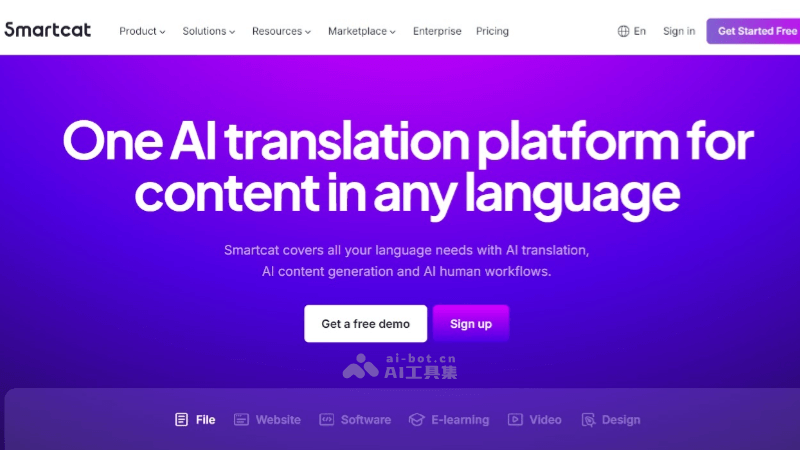 Smartcat Product Solutions Resources Marketplace Enterprise Pricing En Sign in Get Started Free
One AI translation platform for
content in any language
Smartcat covers all your language needs with AI translation,
AI content generation and AI human workflows.
Get a free demo Sign up
ai-bot.cn
AI工具集
File Website Software E-learning Video Design